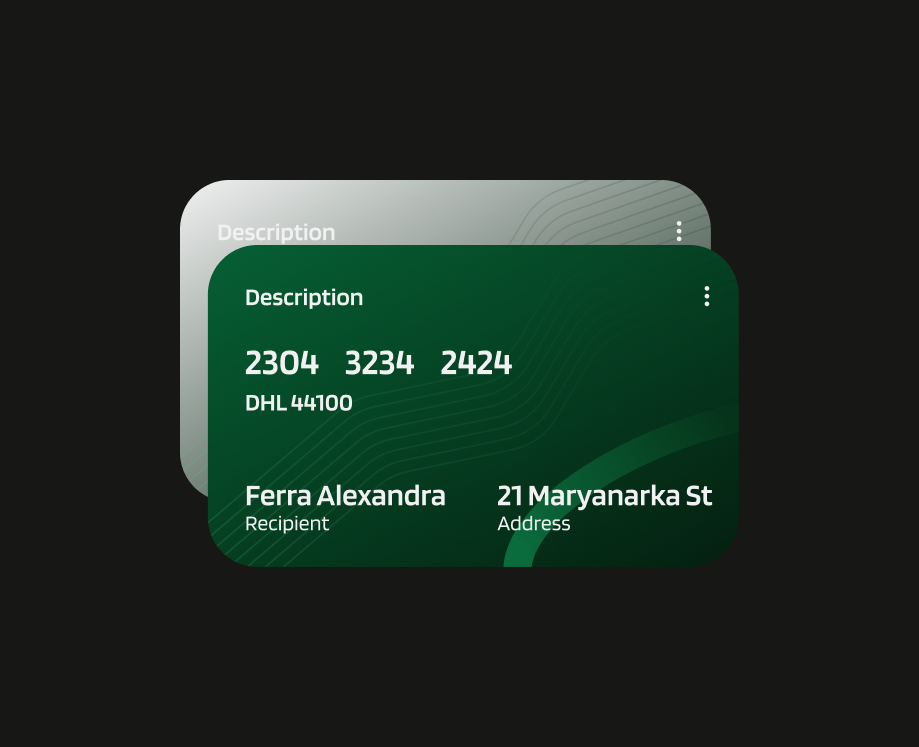 Description
Description
2304 3234 2424
DHL 44100
Ferra Alexandra 21 Maryanarka St
Recipient Address